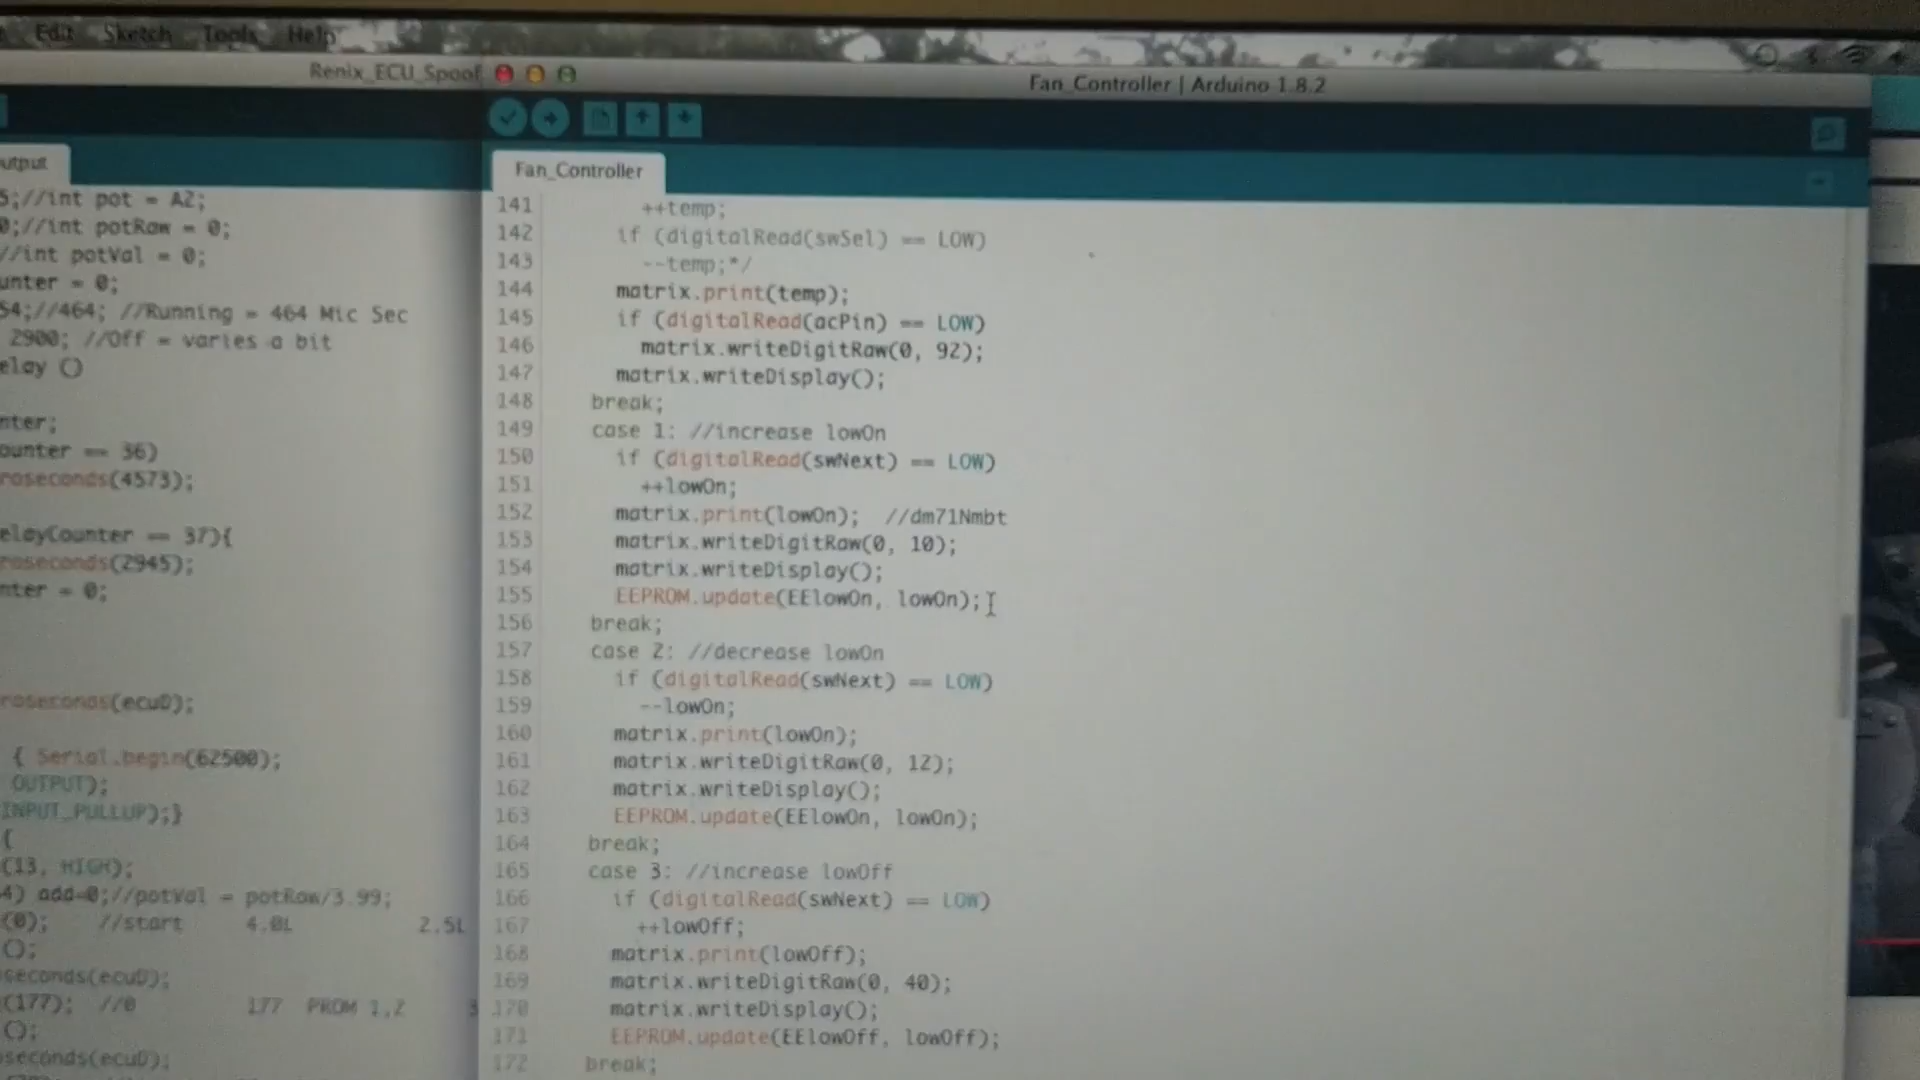 Edit Sketch Tools Help
Renix_ECU_Spoof
Fan_Controller | Arduino 1.8.2
utput
5;//int pot = A2;
0;//int potRaw = 0;
//int potVal = 0;
unter = 0;
54;//464; //Running = 464 Mic Sec
2900; //Off = varies a bit
elay ()
nter;
ounter == 36)
roseconds(4573);
elayCounter == 37){
roseconds(2945);
nter = 0;
roseconds(ecuD);
{ Serial.begin(62500);
OUTPUT);
INPUT_PULLUP);}
{
(13, HIGH);
4) add=0;//potVal = potRaw/3.99;
(0); //start 4.0L 2.5L
();
seconds(ecuD);
(177); //0 177 PROM 1,2 3
();
seconds(ecuD);
Fan_Controller
141 ++temp;
142 if (digitalRead(swSel) == LOW)
143 --temp;*/
144 matrix.print(temp);
145 if (digitalRead(acPin) == LOW)
146 matrix.writeDigitRaw(0, 92);
147 matrix.writeDisplay();
148 break;
149 case 1: //increase lowOn
150 if (digitalRead(swNext) == LOW)
151 ++lowOn;
152 matrix.print(lowOn); //dm71Nmbt
153 matrix.writeDigitRaw(0, 10);
154 matrix.writeDisplay();
155 EEPROM.update(EElowOn, lowOn);
156 break;
157 case 2: //decrease lowOn
158 if (digitalRead(swNext) == LOW)
159 --lowOn;
160 matrix.print(lowOn);
161 matrix.writeDigitRaw(0, 12);
162 matrix.writeDisplay();
163 EEPROM.update(EElowOn, lowOn);
164 break;
165 case 3: //increase lowOff
166 if (digitalRead(swNext) == LOW)
167 ++lowOff;
168 matrix.print(lowOff);
169 matrix.writeDigitRaw(0, 40);
170 matrix.writeDisplay();
171 EEPROM.update(EElowOff, lowOff);
172 break;